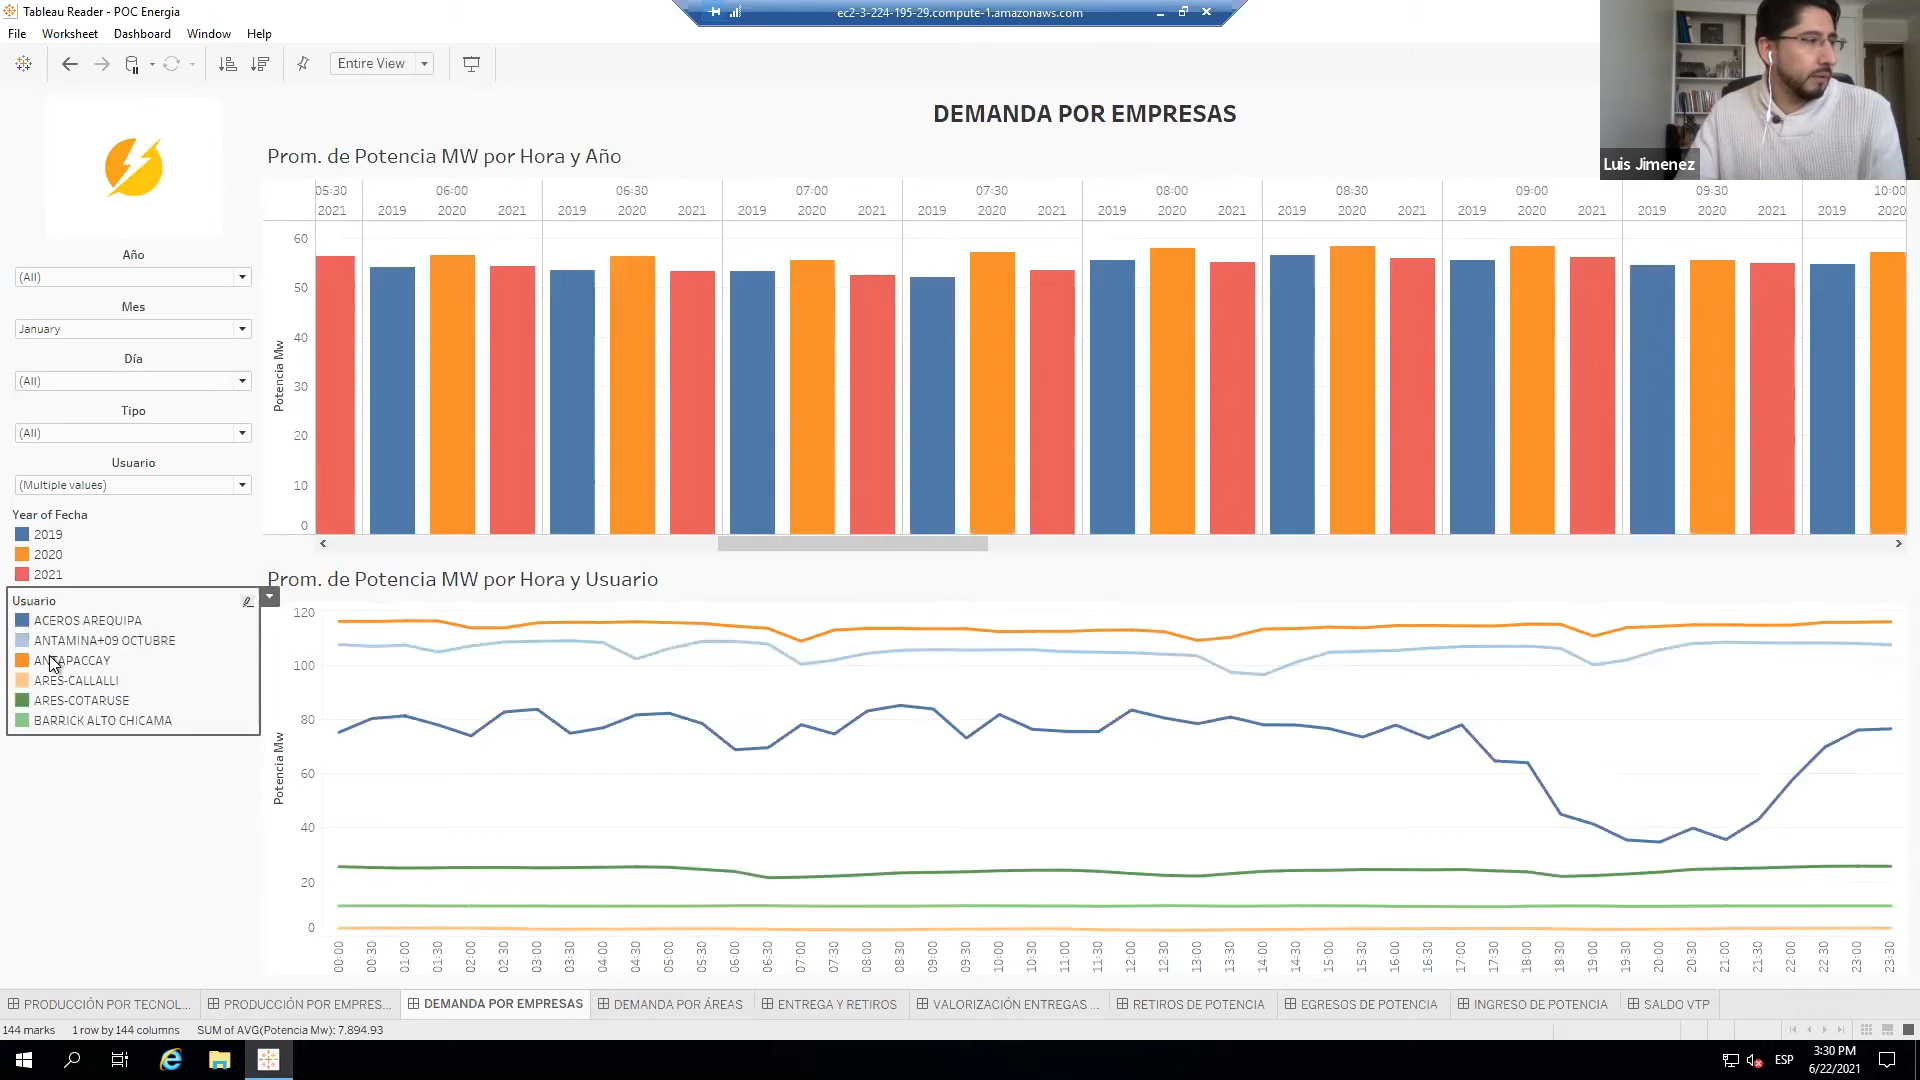 Tableau Reader - POC Energia
ec2-3-224-195-29.compute-1.amazonaws.com
File Worksheet Dashboard Window Help
Entire View
Luis Jimenez
DEMANDA POR EMPRESAS
Año
(All)
Mes
January
Día
(All)
Tipo
(All)
Usuario
(Multiple values)
Year of Fecha
2019
2020
2021
Usuario
ACEROS AREQUIPA
ANTAMINA+09 OCTUBRE
ANTAPACCAY
ARES-CALLALLI
ARES-COTARUSE
BARRICK ALTO CHICAMA
Prom. de Potencia MW por Hora y Año
05:30 06:00 06:30 07:00 07:30 08:00 08:30 09:00 09:30 10:00
2021 2019 2020 2021 2019 2020 2021 2019 2020 2021 2019 2020 2021 2019 2020 2021 2019 2020 2021 2019 2020 2021 2019 2020 2021 2019 2020
Potencia Mw
60
50
40
30
20
10
0
Prom. de Potencia MW por Hora y Usuario
Potencia Mw
120
100
80
60
40
20
0
00:00 00:30 01:00 01:30 02:00 02:30 03:00 03:30 04:00 04:30 05:00 05:30 06:00 06:30 07:00 07:30 08:00 08:30 09:00 09:30 10:00 10:30 11:00 11:30 12:00 12:30 13:00 13:30 14:00 14:30 15:00 15:30 16:00 16:30 17:00 17:30 18:00 18:30 19:00 19:30 20:00 20:30 21:00 21:30 22:00 22:30 23:00 23:30
PRODUCCIÓN POR TECNOL... PRODUCCIÓN POR EMPRES... DEMANDA POR EMPRESAS DEMANDA POR ÁREAS ENTREGA Y RETIROS VALORIZACIÓN ENTREGAS ... RETIROS DE POTENCIA EGRESOS DE POTENCIA INGRESO DE POTENCIA SALDO VTP
144 marks 1 row by 144 columns SUM of AVG(Potencia Mw): 7,894.93
ESP
3:30 PM
6/22/2021